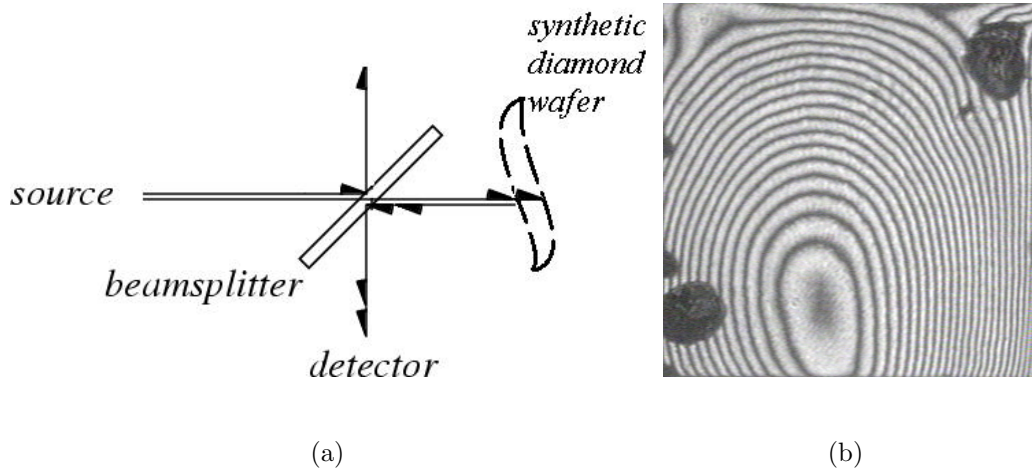 synthetic
diamond
wafer
source
beamsplitter
detector
(a)
(b)